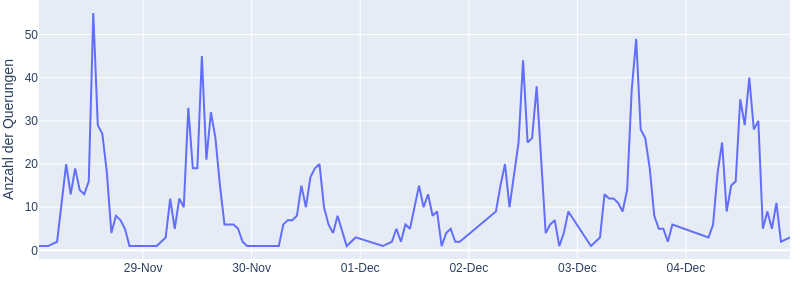 Anzahl der Querungen
50
40
30
20
10
0
29-Nov
30-Nov
01-Dec
02-Dec
03-Dec
04-Dec